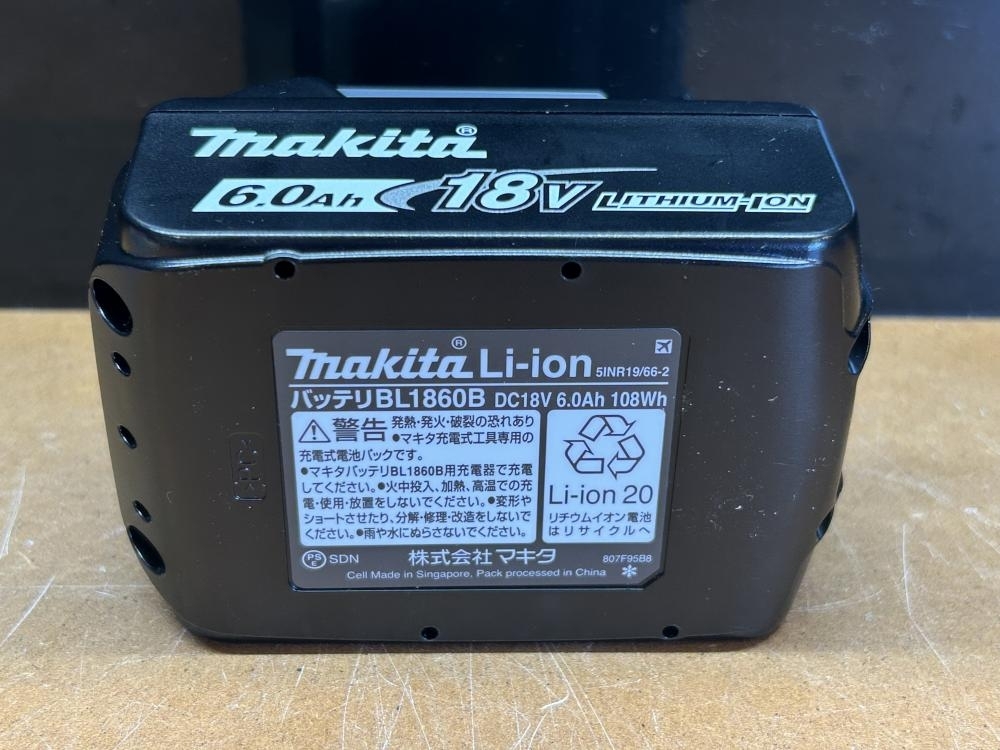 makita®
6.0Ah 18V LITHIUM-ION
makita® Li-ion 5INR19/66-2
バッテリBL1860B DC18V 6.0Ah 108Wh
警告 発熱・発火・破裂の恐れあり
●マキタ充電式工具専用の
充電式電池パックです。
●マキタバッテリBL1860B用充電器で充電
してください。●火中投入、加熱、高温での充
電・使用・放置をしないでください。●変形や
ショートさせたり、分解・修理・改造をしないで
ください。●雨や水にぬらさないでください。
Li-ion 20
リチウムイオン電池
はリサイクルへ
PSE SDN 株式会社 マキタ 807F95B8
Cell Made in Singapore, Pack processed in China